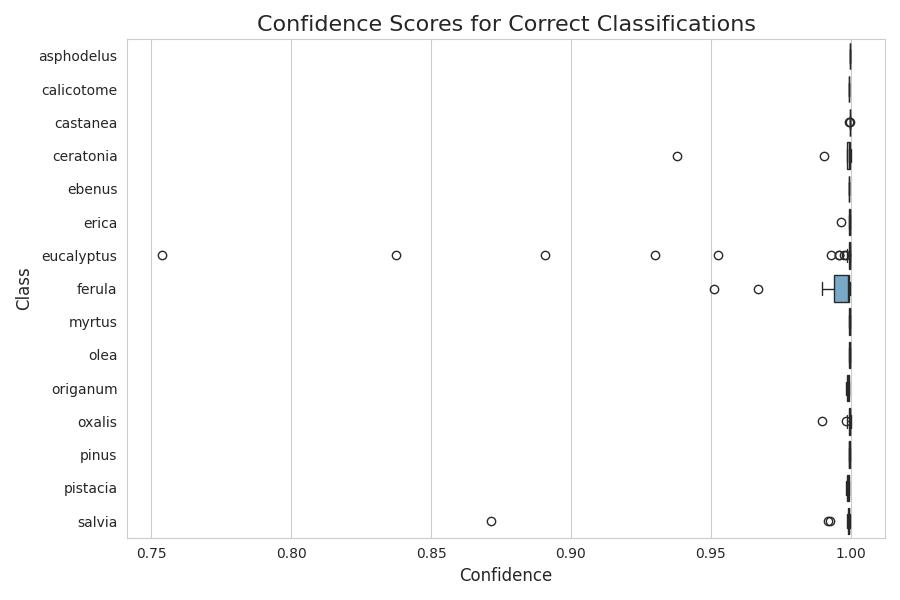 Confidence Scores for Correct Classifications
asphodelus
calicotome
castanea
ceratonia
ebenus
erica
eucalyptus
ferula
myrtus
olea
origanum
oxalis
pinus
pistacia
salvia
Class
0.75 0.80 0.85 0.90 0.95 1.00
Confidence